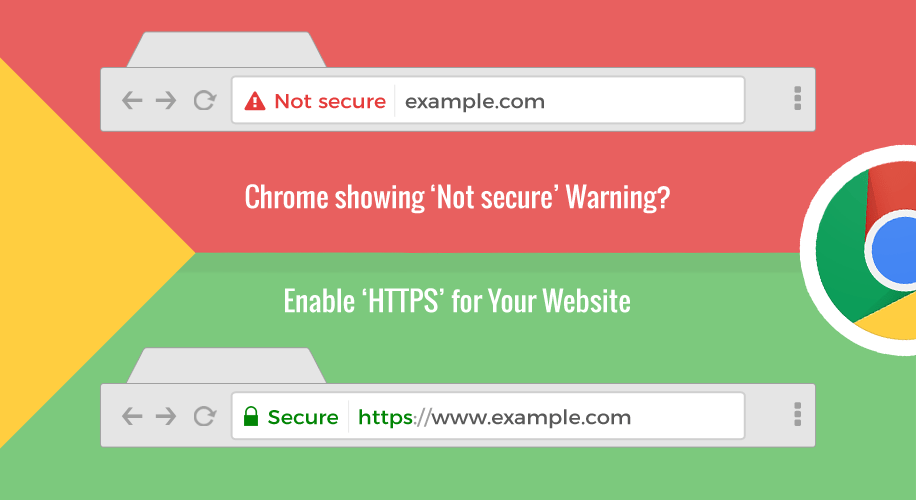 Not secure example.com
Chrome showing ‘Not secure’ Warning?
Enable ‘HTTPS’ for Your Website
Secure https://www.example.com